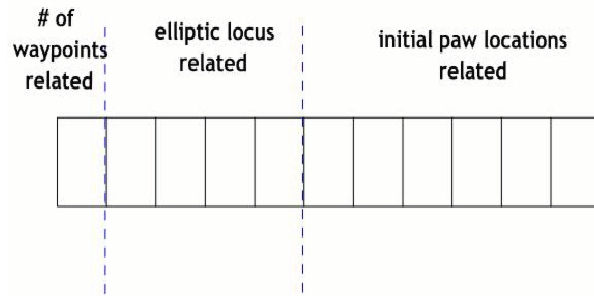 # of
waypoints
related
elliptic locus
related
initial paw locations
related